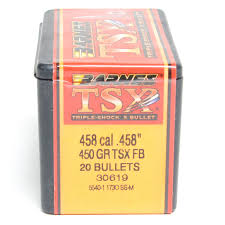 BARNES
TSX
TRIPLE-SHOCK X BULLET
458 cal .458"
450 GR TSX FB
20 BULLETS
30619